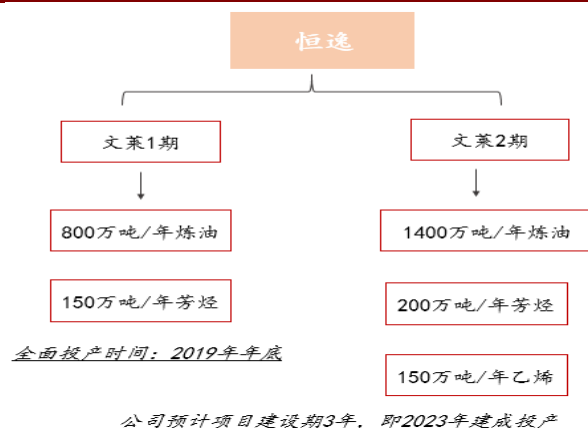 恒逸
文莱1期
文莱2期
800万吨/年炼油
1400万吨/年炼油
150万吨/年芳烃
200万吨/年芳烃
全面投产时间：2019年年底
150万吨/年乙烯
公司预计项目建设期3年，即2023年建成投产